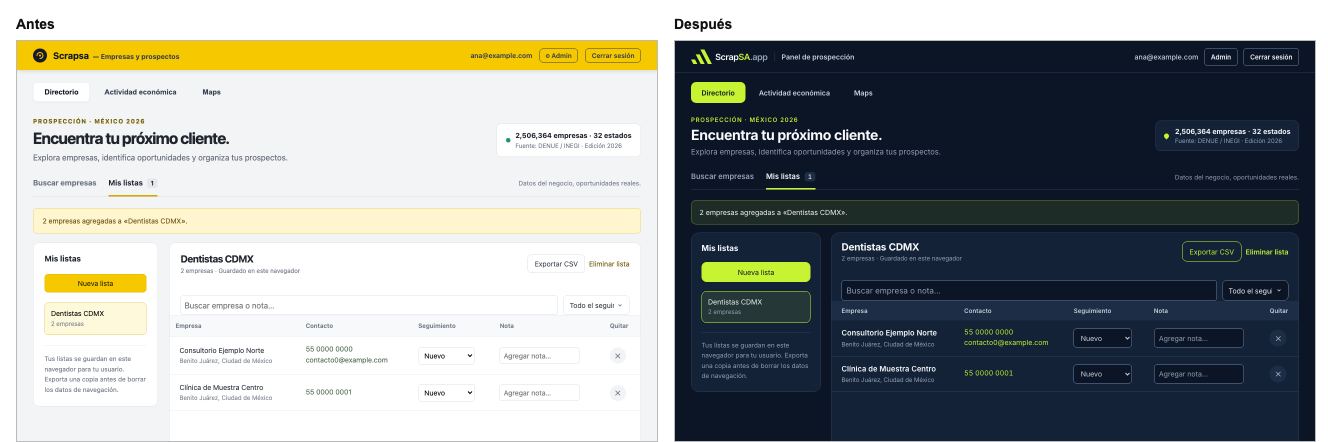 Antes
Scrapsa — Empresas y prospectos
ana@example.com
Admin
Cerrar sesión
Directorio
Actividad económica
Maps
PROSPECCIÓN · MÉXICO 2026
Encuentra tu próximo cliente.
Explora empresas, identifica oportunidades y organiza tus prospectos.
2,506,364 empresas · 32 estados
Fuente: DENUE / INEGI · Edición 2026
Buscar empresas
Mis listas 1
Datos del negocio, oportunidades reales.
2 empresas agregadas a «Dentistas CDMX».
Mis listas
Nueva lista
Dentistas CDMX
2 empresas
Tus listas se guardan en este
navegador para tu usuario. Exporta
una copia antes de borrar
los datos de navegación.
Dentistas CDMX
2 empresas · Guardado en este navegador
Exportar CSV
Eliminar lista
Buscar empresa o nota...
Todo el segui
Empresa
Contacto
Seguimiento
Nota
Quitar
Consultorio Ejemplo Norte
Benito Juárez, Ciudad de México
55 0000 0000
contacto0@example.com
Nuevo
Agregar nota...
Clínica de Muestra Centro
Benito Juárez, Ciudad de México
55 0000 0001
Nuevo
Agregar nota...
Después
ScrapSA.app
Panel de prospección
ana@example.com
Admin
Cerrar sesión
Directorio
Actividad económica
Maps
PROSPECCIÓN · MÉXICO 2026
Encuentra tu próximo cliente.
Explora empresas, identifica oportunidades y organiza tus prospectos.
2,506,364 empresas · 32 estados
Fuente: DENUE / INEGI · Edición 2026
Buscar empresas
Mis listas 1
Datos del negocio, oportunidades reales.
2 empresas agregadas a «Dentistas CDMX».
Mis listas
Nueva lista
Dentistas CDMX
2 empresas
Tus listas se guardan en este
navegador para tu usuario. Exporta
una copia antes de borrar los datos
de navegación.
Dentistas CDMX
2 empresas · Guardado en este navegador
Exportar CSV
Eliminar lista
Buscar empresa o nota...
Todo el segui
Empresa
Contacto
Seguimiento
Nota
Quitar
Consultorio Ejemplo Norte
Benito Juárez, Ciudad de México
55 0000 0000
contacto0@example.com
Nuevo
Agregar nota...
Clínica de Muestra Centro
Benito Juárez, Ciudad de México
55 0000 0001
Nuevo
Agregar nota...